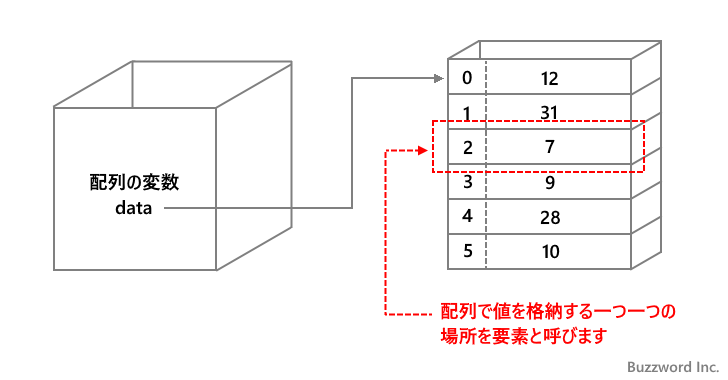 配列の変数
data
0 12
1 31
2 7
3 9
4 28
5 10
配列で値を格納する一つ一つの
場所を要素と呼びます
Buzzword Inc.